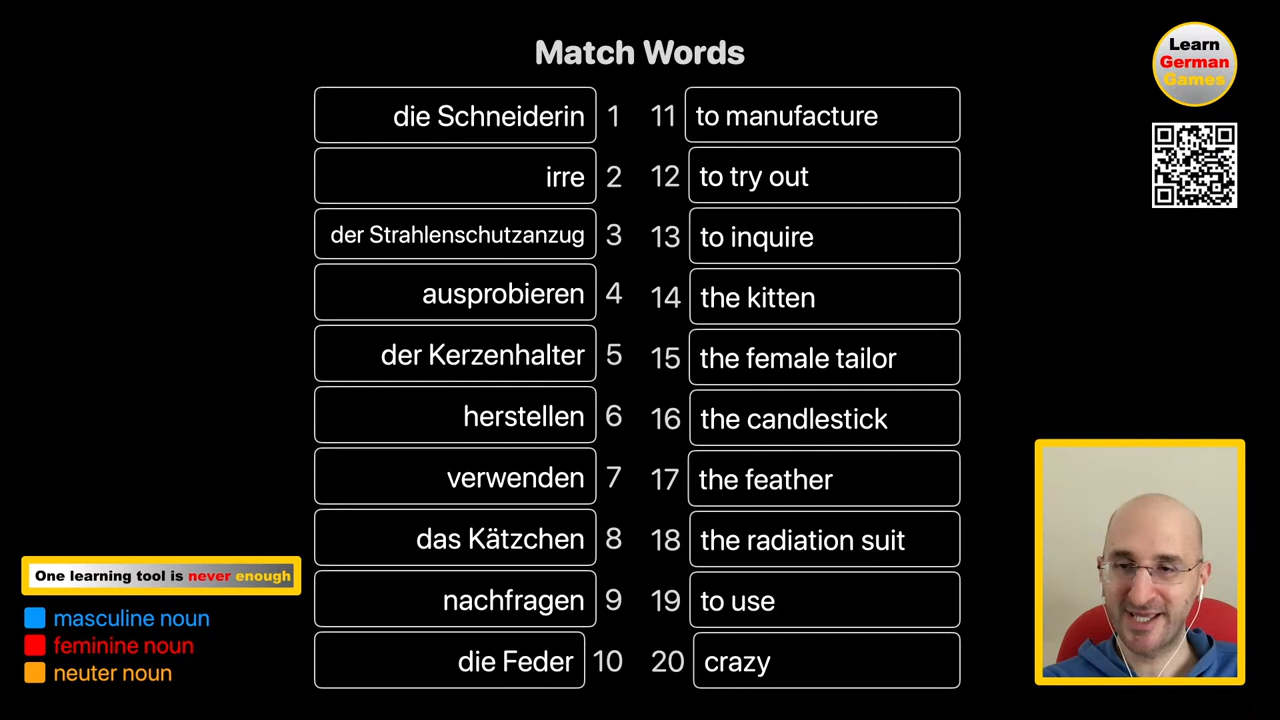 Match Words
Learn
German
Games
die Schneiderin 1 11 to manufacture
irre 2 12 to try out
der Strahlenschutzanzug 3 13 to inquire
ausprobieren 4 14 the kitten
der Kerzenhalter 5 15 the female tailor
herstellen 6 16 the candlestick
verwenden 7 17 the feather
das Kätzchen 8 18 the radiation suit
nachfragen 9 19 to use
die Feder 10 20 crazy
One learning tool is never enough
masculine noun
feminine noun
neuter noun